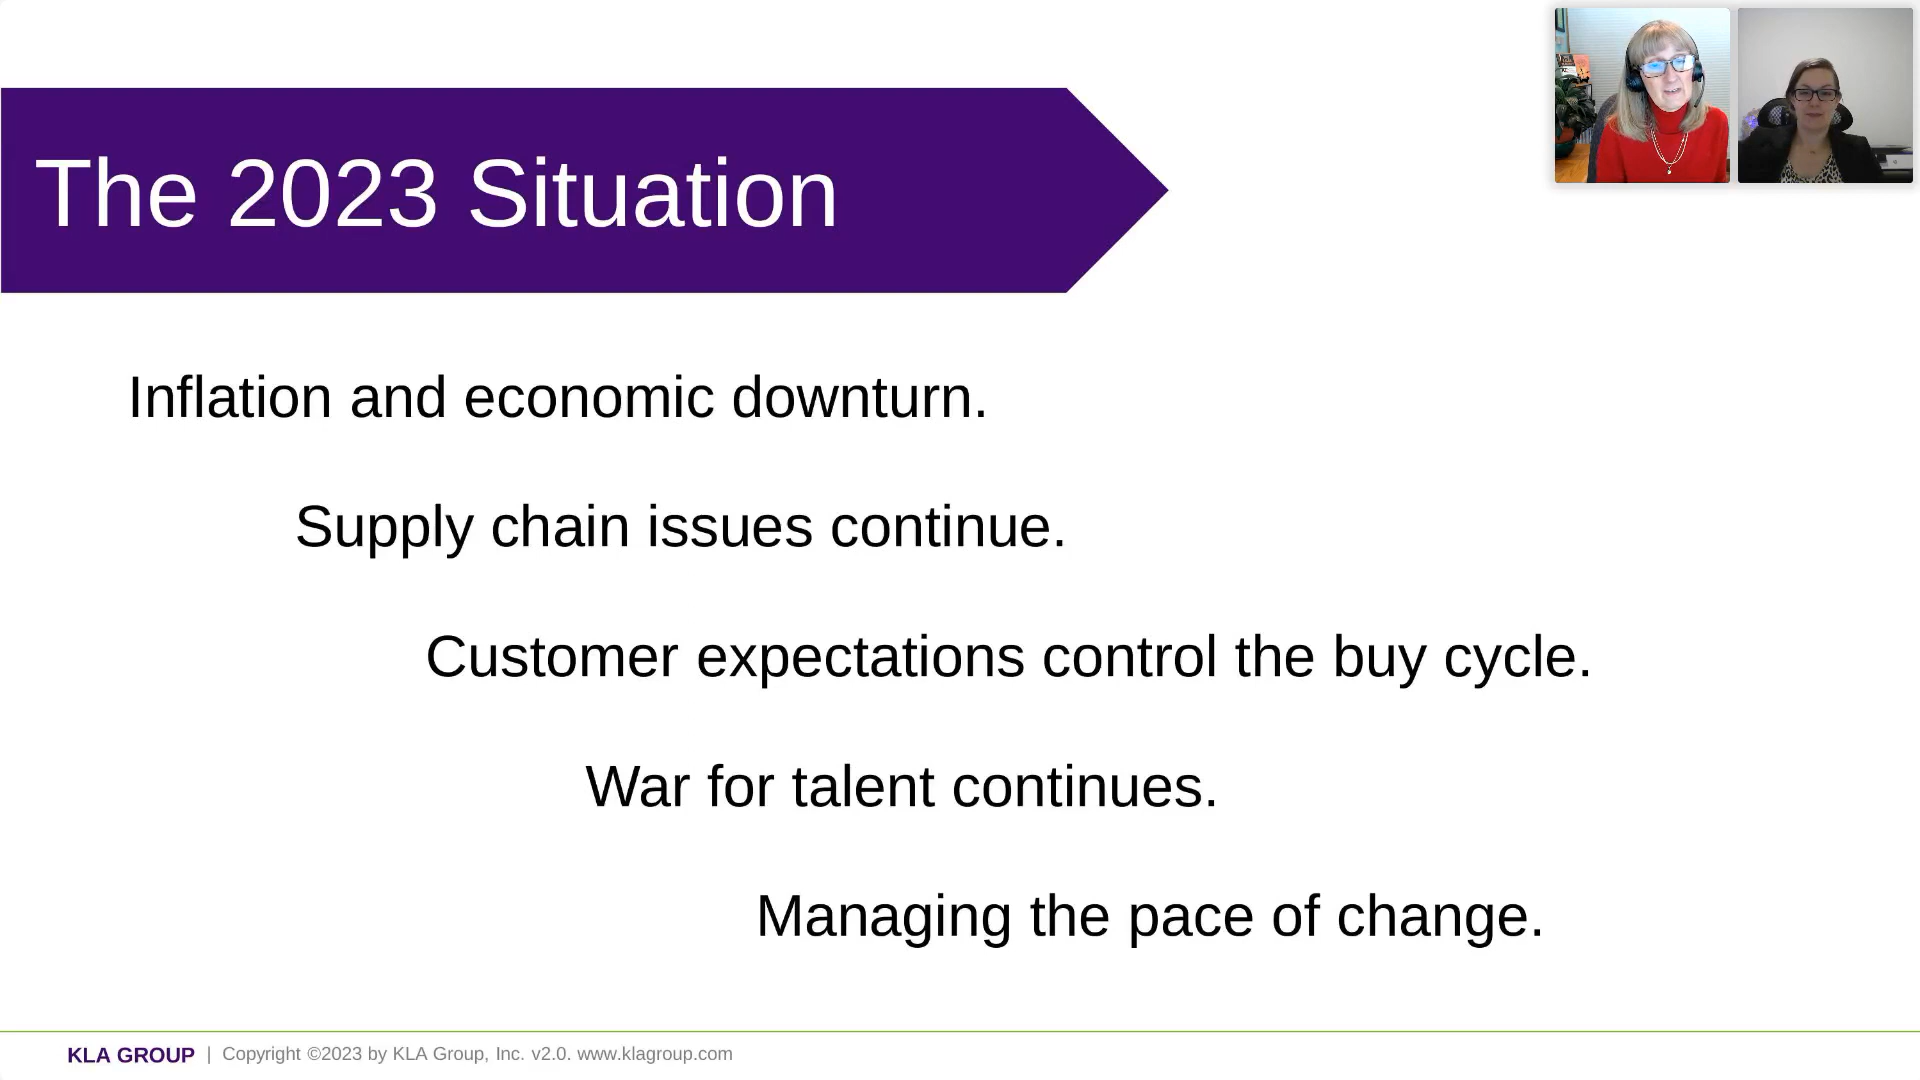 The 2023 Situation
Inflation and economic downturn.
Supply chain issues continue.
Customer expectations control the buy cycle.
War for talent continues.
Managing the pace of change.
KLA GROUP | Copyright ©2023 by KLA Group, Inc. v2.0. www.klagroup.com